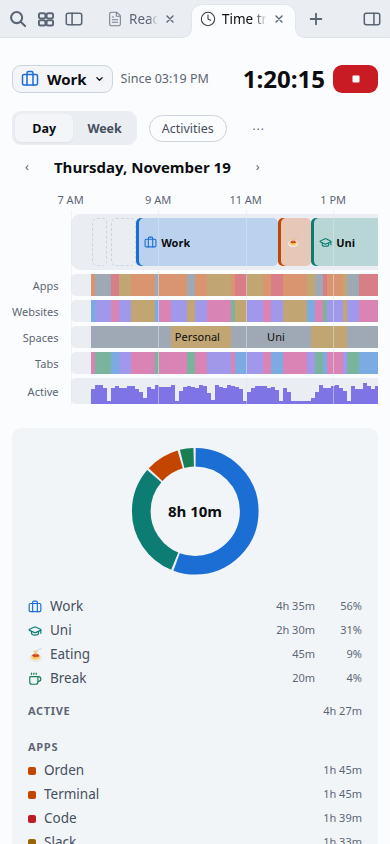 Reac
Time tr
Work
Since 03:19 PM
1:20:15
Day
Week
Activities
Thursday, November 19
7 AM
9 AM
11 AM
1 PM
Work
Uni
Apps
Websites
Spaces
Personal
Uni
Tabs
Active
8h 10m
Work 4h 35m 56%
Uni 2h 30m 31%
Eating 45m 9%
Break 20m 4%
ACTIVE 4h 27m
APPS
Orden 1h 45m
Terminal 1h 45m
Code 1h 39m
Slack 1h 33m